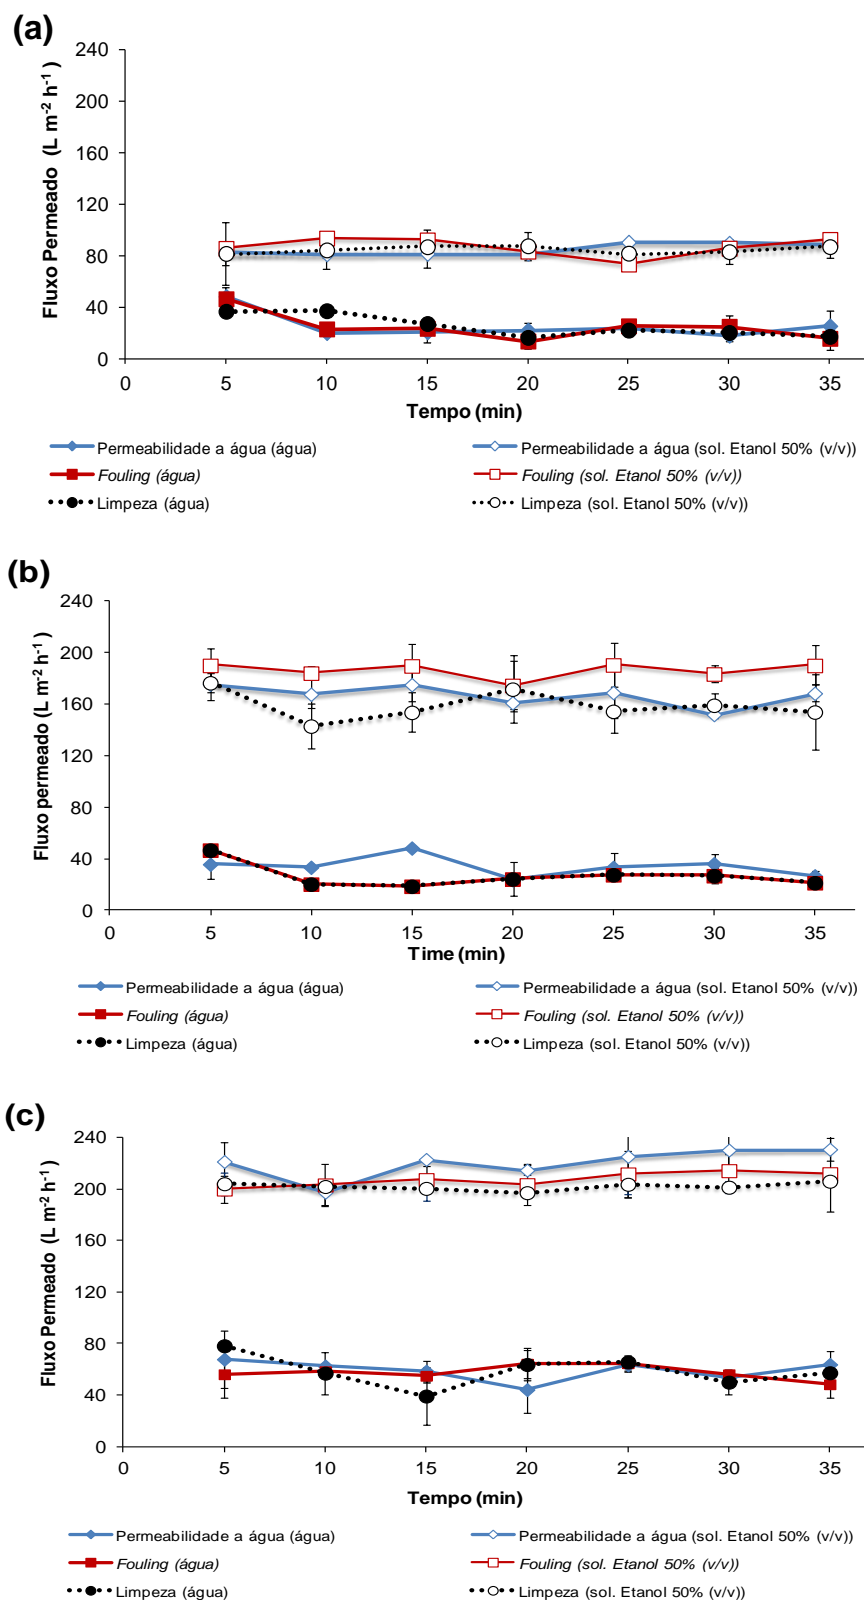 (a)
240
200
160
120
80
40
0
Fluxo Permeado (L m⁻² h⁻¹)
0 5 10 15 20 25 30 35
Tempo (min)
Permeabilidade a água (água) Permeabilidade a água (sol. Etanol 50% (v/v))
Fouling (água) Fouling (sol. Etanol 50% (v/v))
Limpeza (água) Limpeza (sol. Etanol 50% (v/v))
(b)
240
200
160
120
80
40
0
Fluxo permeado (L m⁻² h⁻¹)
0 5 10 15 20 25 30 35
Time (min)
Permeabilidade a água (água) Permeabilidade a água (sol. Etanol 50% (v/v))
Fouling (água) Fouling (sol. Etanol 50% (v/v))
Limpeza (água) Limpeza (sol. Etanol 50% (v/v))
(c)
240
200
160
120
80
40
0
Fluxo Permeado (L m⁻² h⁻¹)
0 5 10 15 20 25 30 35
Tempo (min)
Permeabilidade a água (água) Permeabilidade a água (sol. Etanol 50% (v/v))
Fouling (água) Fouling (sol. Etanol 50% (v/v))
Limpeza (água) Limpeza (sol. Etanol 50% (v/v))